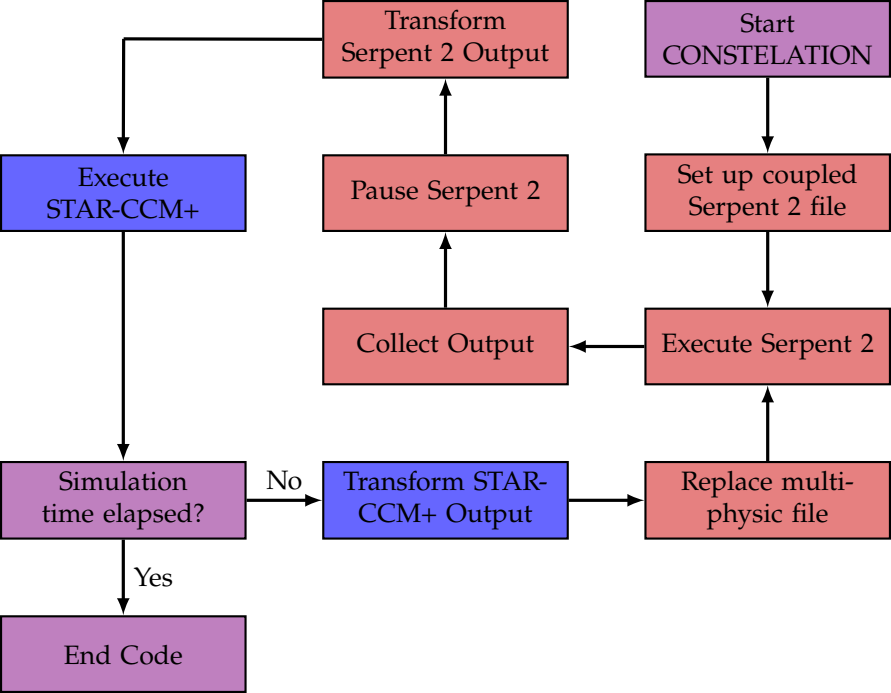 Transform
Serpent 2 Output
Start
CONSTELATION
Execute
STAR-CCM+
Pause Serpent 2
Set up coupled
Serpent 2 file
Collect Output
Execute Serpent 2
Simulation
time elapsed?
No
Transform STAR-
CCM+ Output
Replace multi-
physic file
Yes
End Code